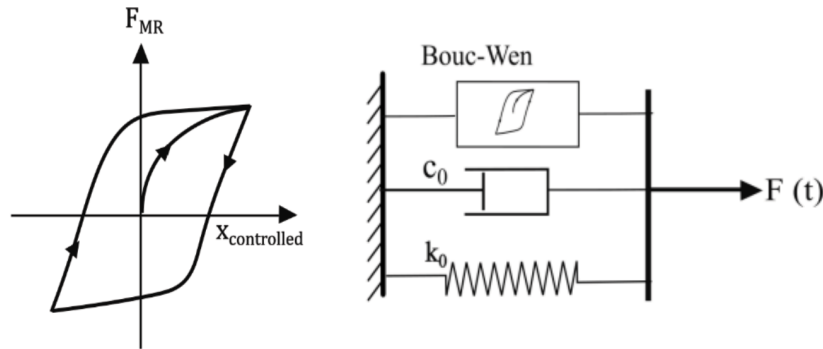 F_MR
x_controlled
Bouc-Wen
c_0
k_0
F (t)